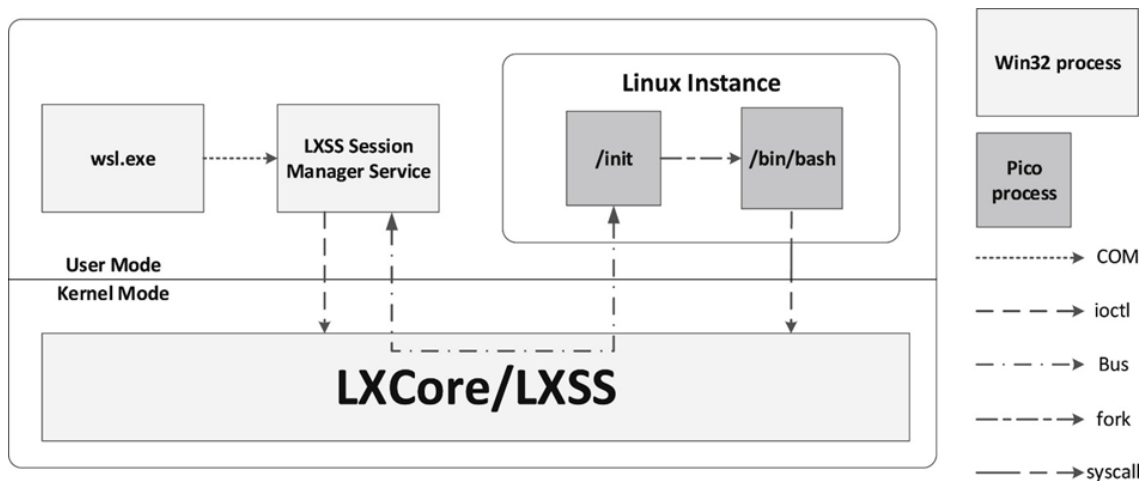 Linux Instance
wsl.exe
LXSS Session
Manager Service
/init
/bin/bash
User Mode
Kernel Mode
LXCore/LXSS
Win32 process
Pico
process
COM
ioctl
Bus
fork
syscall